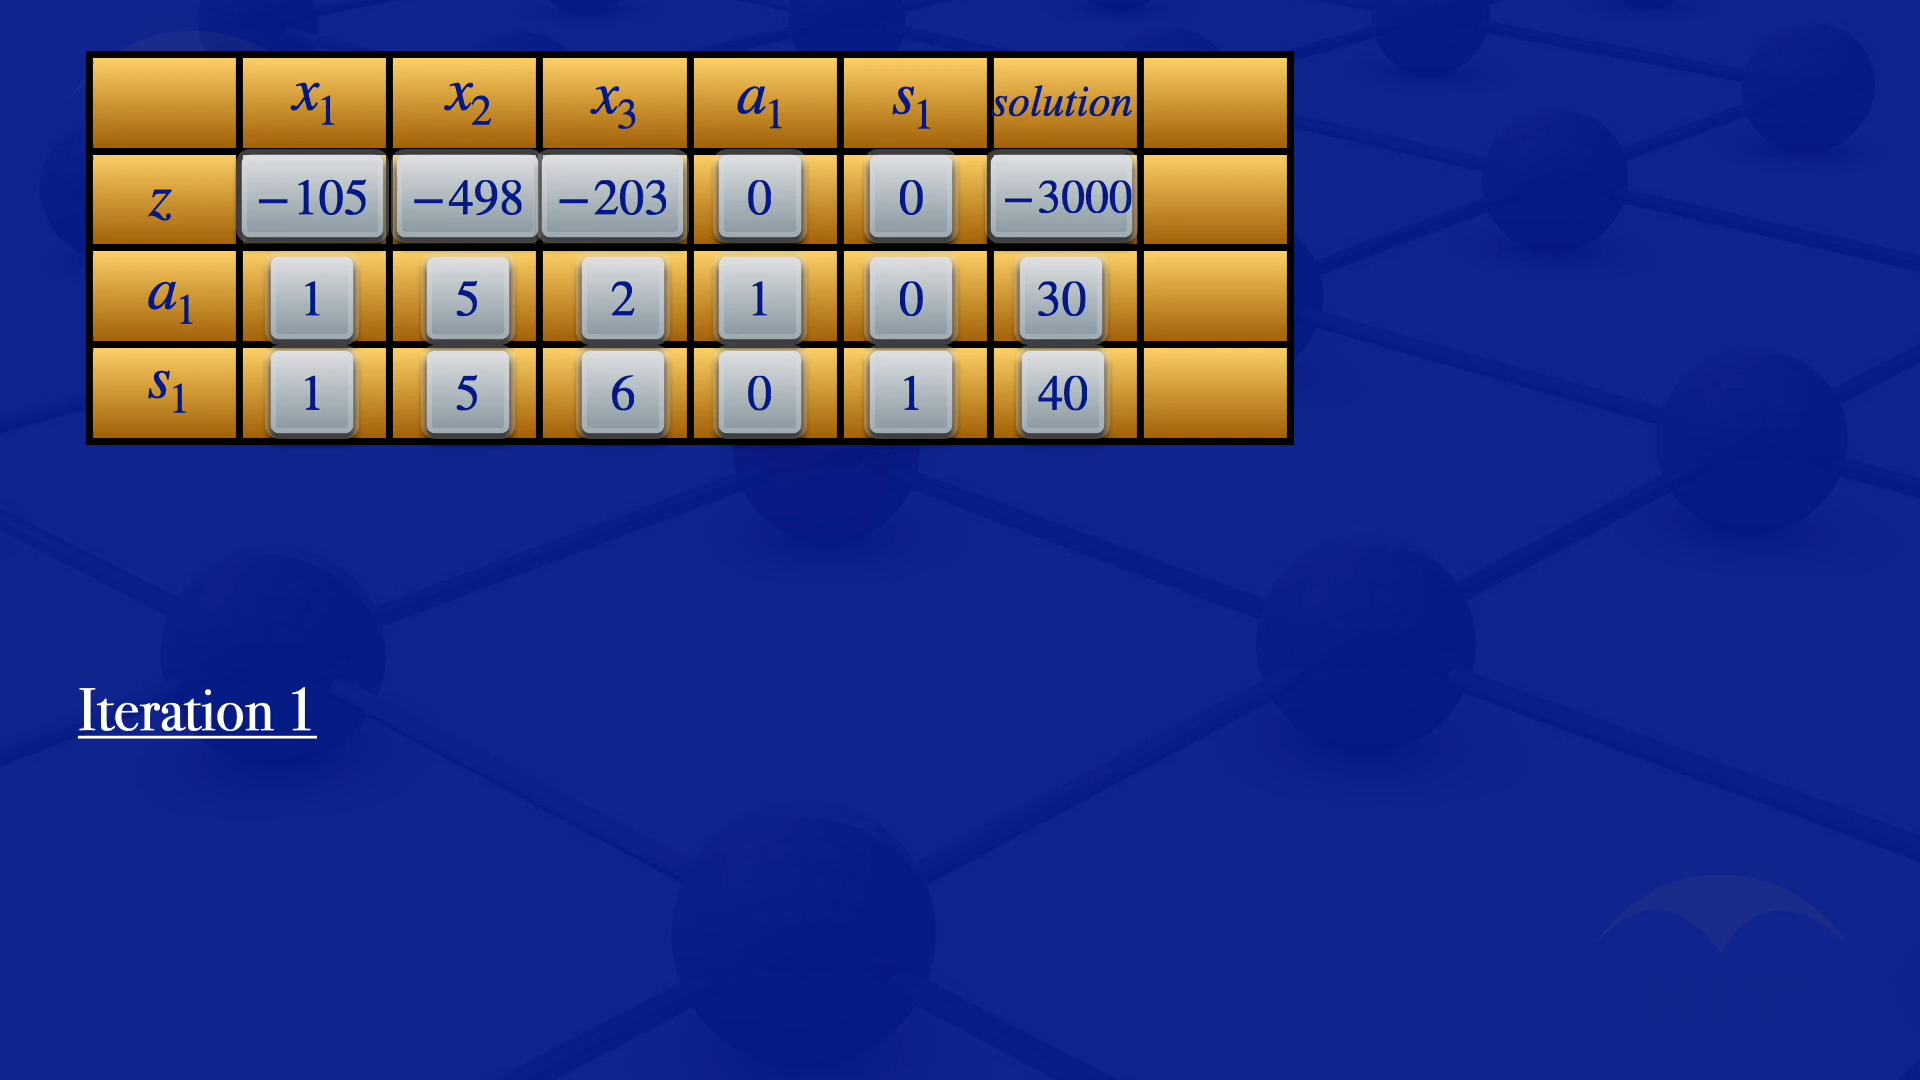 x₁ x₂ x₃ a₁ s₁ solution
z −105 −498 −203 0 0 −3000
a₁ 1 5 2 1 0 30
s₁ 1 5 6 0 1 40
Iteration 1